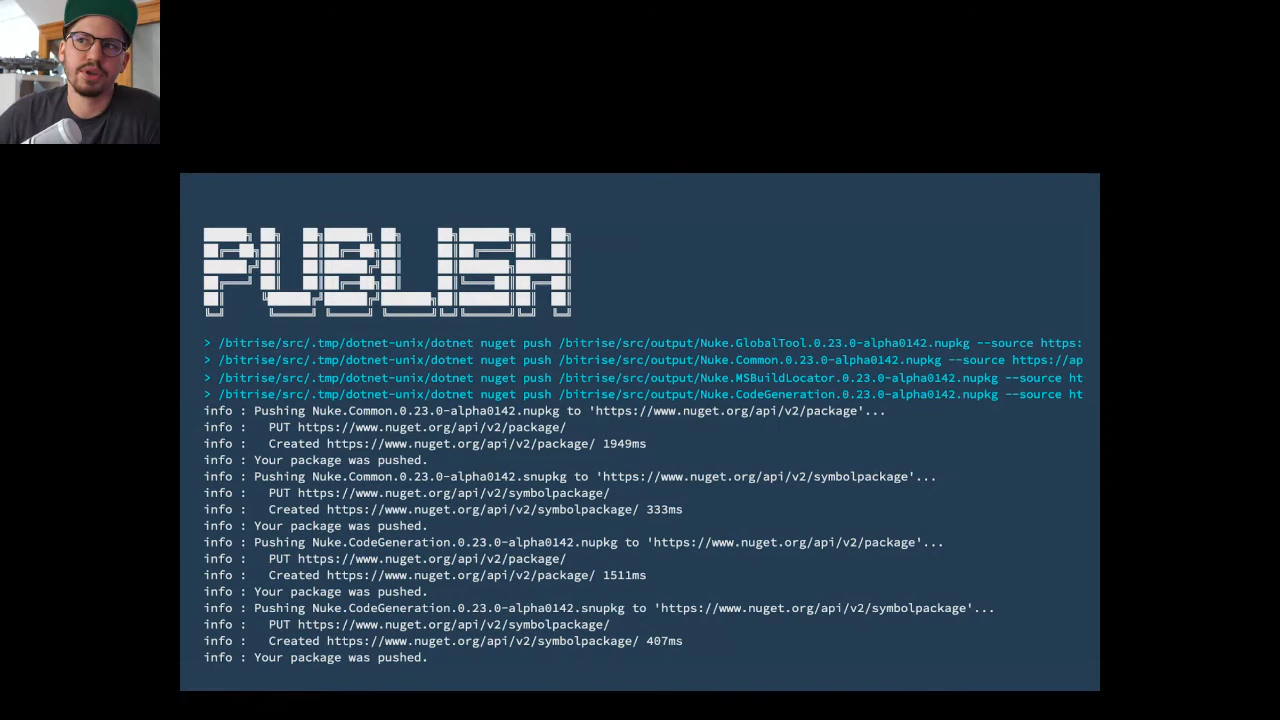 PUBLISH
> /bitrise/src/.tmp/dotnet-unix/dotnet nuget push /bitrise/src/output/Nuke.GlobalTool.0.23.0-alpha0142.nupkg --source https:
> /bitrise/src/.tmp/dotnet-unix/dotnet nuget push /bitrise/src/output/Nuke.Common.0.23.0-alpha0142.nupkg --source https://ap
> /bitrise/src/.tmp/dotnet-unix/dotnet nuget push /bitrise/src/output/Nuke.MSBuildLocator.0.23.0-alpha0142.nupkg --source ht
> /bitrise/src/.tmp/dotnet-unix/dotnet nuget push /bitrise/src/output/Nuke.CodeGeneration.0.23.0-alpha0142.nupkg --source ht
info : Pushing Nuke.Common.0.23.0-alpha0142.nupkg to 'https://www.nuget.org/api/v2/package'...
info :   PUT https://www.nuget.org/api/v2/package/
info :   Created https://www.nuget.org/api/v2/package/ 1949ms
info : Your package was pushed.
info : Pushing Nuke.Common.0.23.0-alpha0142.snupkg to 'https://www.nuget.org/api/v2/symbolpackage'...
info :   PUT https://www.nuget.org/api/v2/symbolpackage/
info :   Created https://www.nuget.org/api/v2/symbolpackage/ 333ms
info : Your package was pushed.
info : Pushing Nuke.CodeGeneration.0.23.0-alpha0142.nupkg to 'https://www.nuget.org/api/v2/package'...
info :   PUT https://www.nuget.org/api/v2/package/
info :   Created https://www.nuget.org/api/v2/package/ 1511ms
info : Your package was pushed.
info : Pushing Nuke.CodeGeneration.0.23.0-alpha0142.snupkg to 'https://www.nuget.org/api/v2/symbolpackage'...
info :   PUT https://www.nuget.org/api/v2/symbolpackage/
info :   Created https://www.nuget.org/api/v2/symbolpackage/ 407ms
info : Your package was pushed.